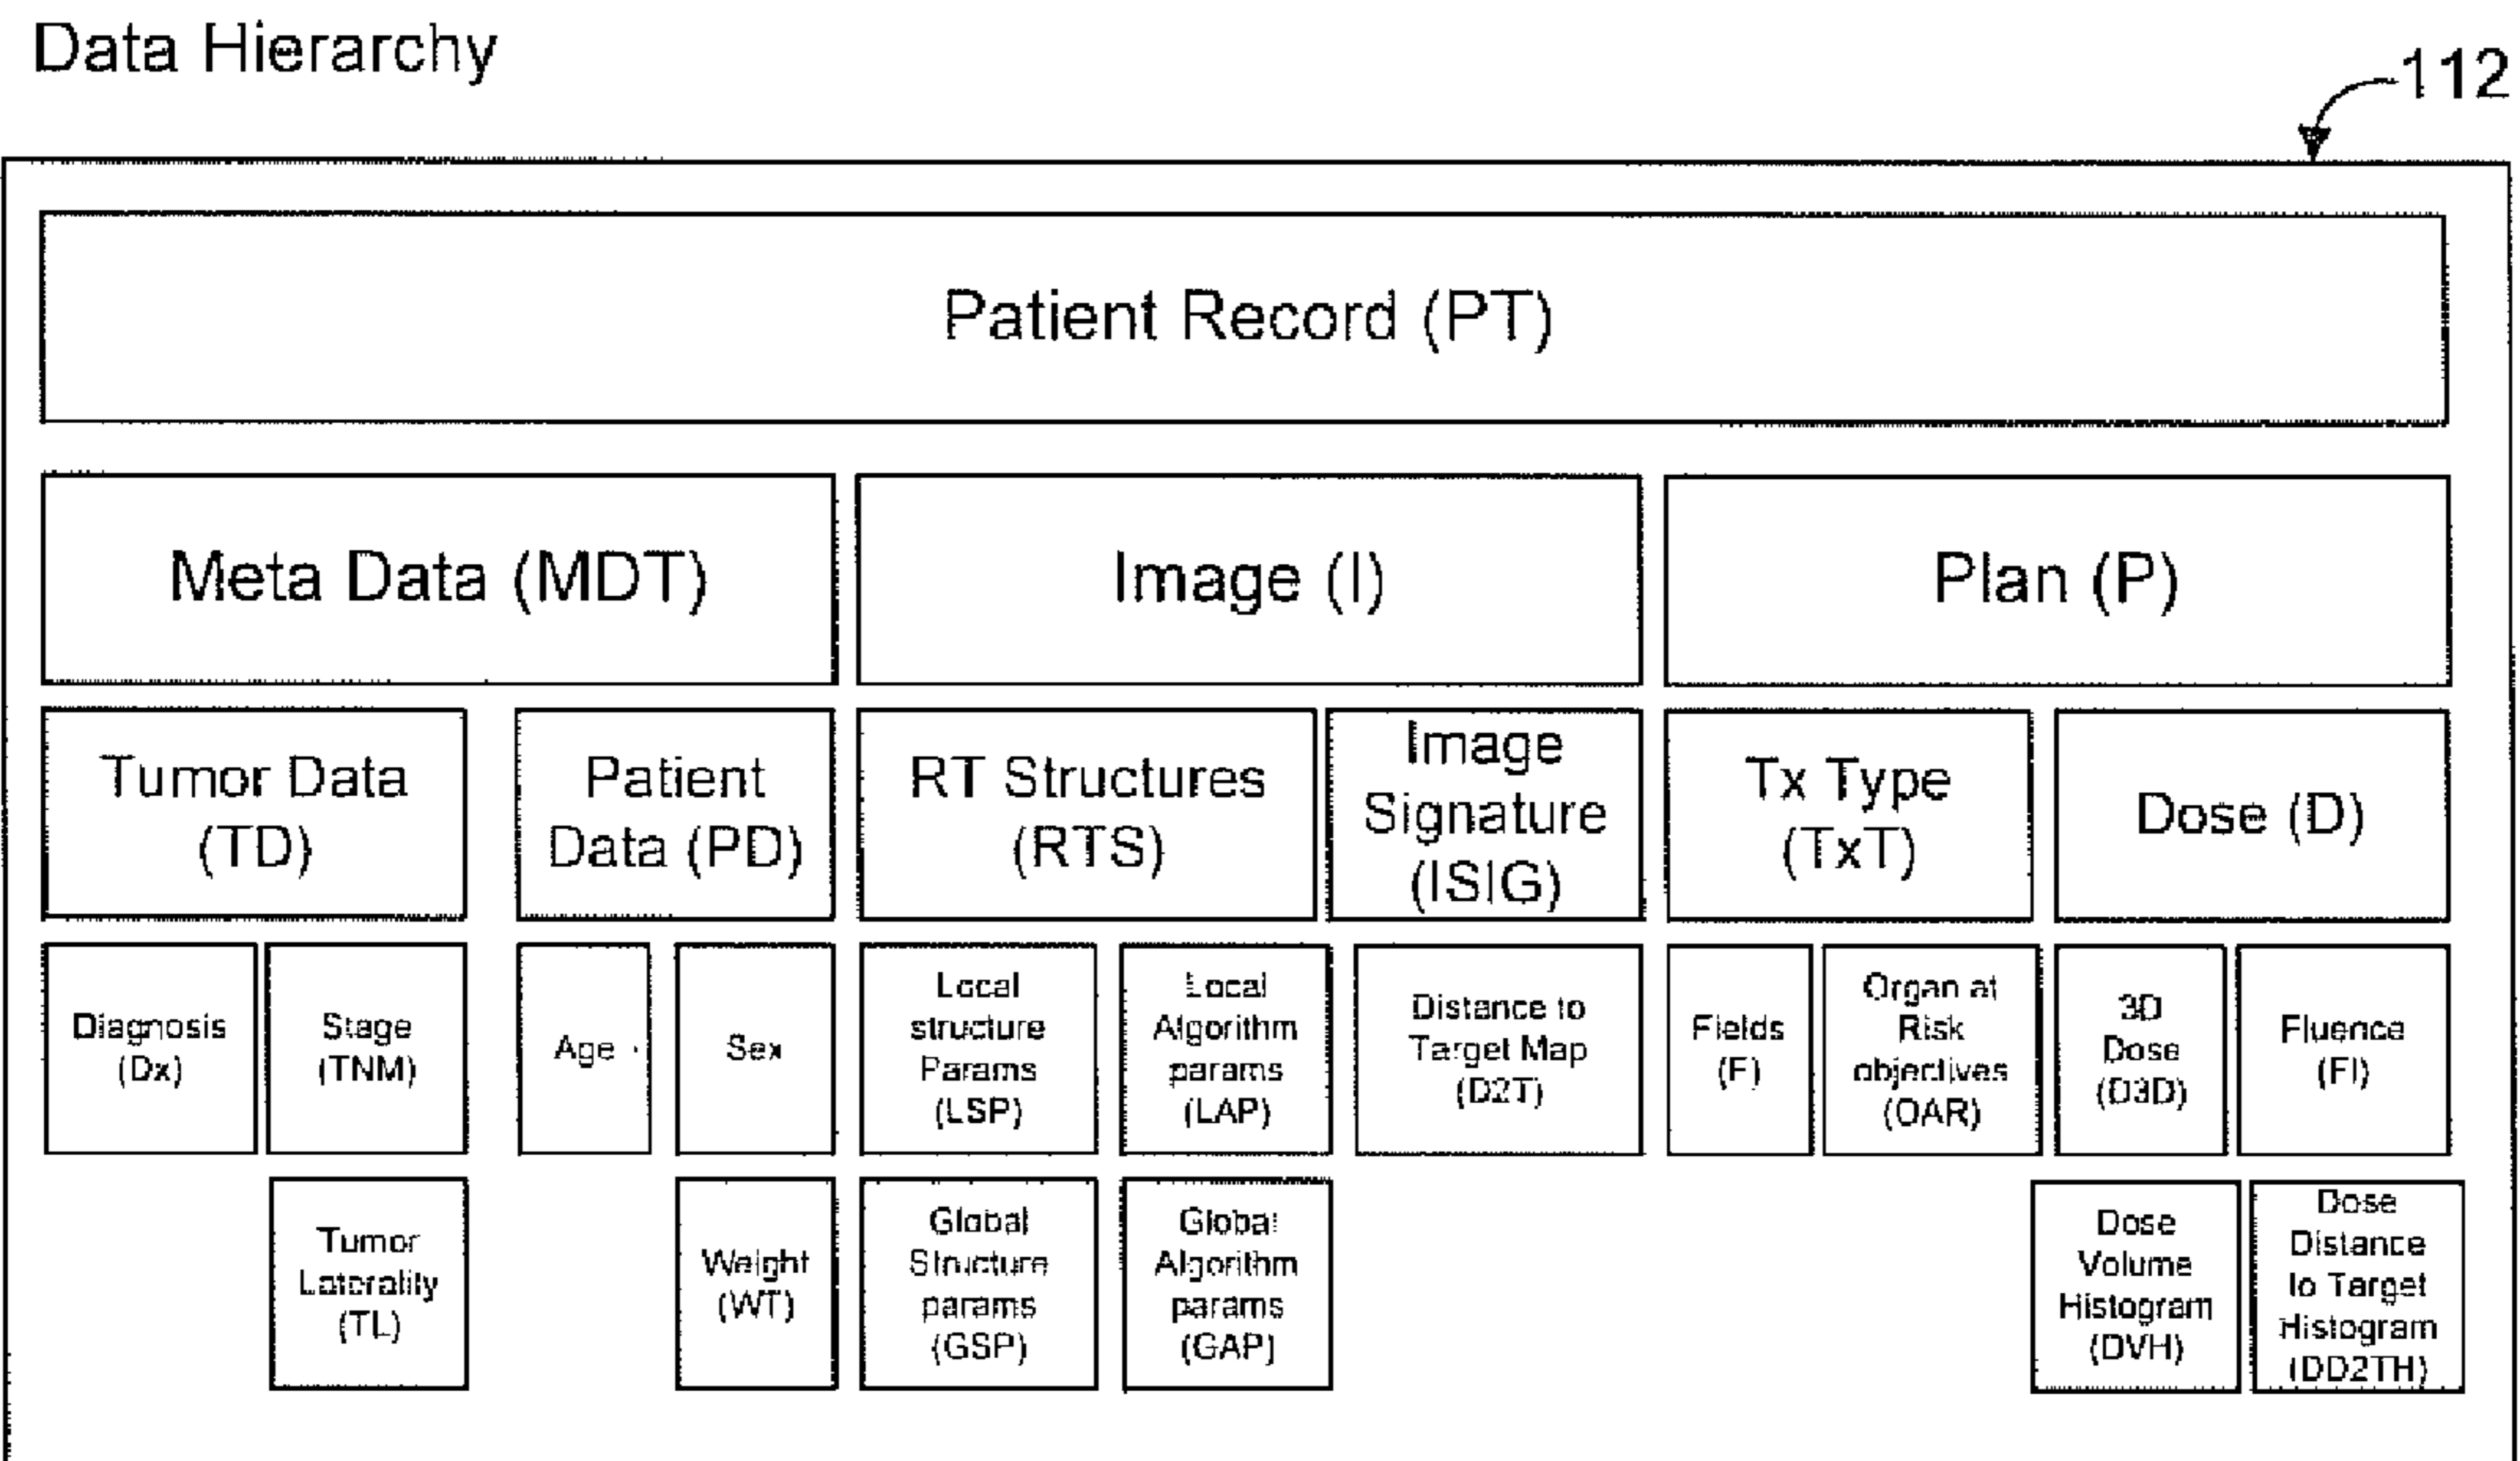 Data Hierarchy
112
Patient Record (PT)
Meta Data (MDT)
Image (I)
Plan (P)
Tumor Data
(TD)
Patient
Data (PD)
RT Structures
(RTS)
Image
Signature
(ISIG)
Tx Type
(TxT)
Dose (D)
Diagnosis
(Dx)
Stage
(TNM)
Age
Sex
Local
structure
Params
(LSP)
Local
Algorithm
params
(LAP)
Distance to
Target Map
(D2T)
Fields
(F)
Organ at
Risk
objectives
(OAR)
3D
Dose
(D3D)
Fluence
(Fl)
Tumor
Laterality
(TL)
Weight
(WT)
Global
Structure
params
(GSP)
Global
Algorithm
params
(GAP)
Dose
Volume
Histogram
(DVH)
Dose
Distance
to Target
Histogram
(DD2TH)